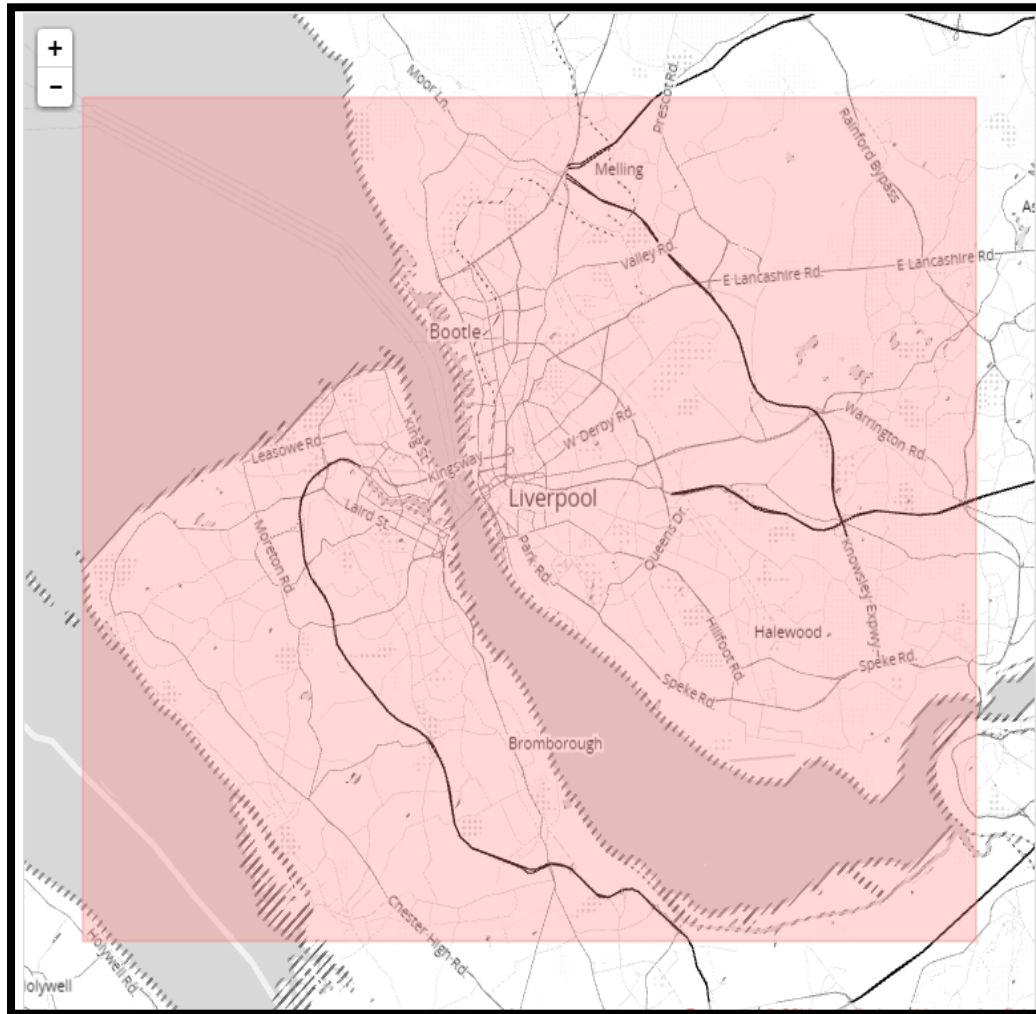 +
−
Moor Ln.
Prescot Rd.
Rainford Bypass
Melling
As
Valley Rd.
E Lancashire Rd.
E Lancashire Rd.
Bootle
King St.
Leasowe Rd.
W Derby Rd.
Warrington Rd.
Kingsway
Liverpool
Laird St.
Moreton Rd.
Park Rd.
Queens Dr.
Knowsley Expwy
Hillfoot Rd.
Halewood
Speke Rd.
Speke Rd.
Bromborough
Chester High Rd.
Holywell Rd.
olywell